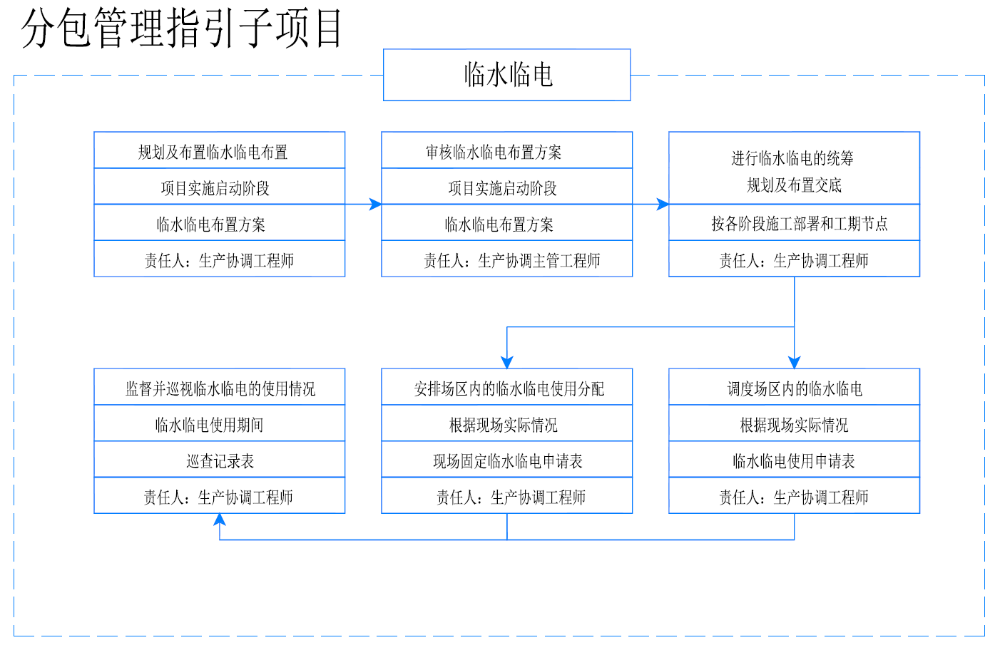 分包管理指引子项目
临水临电
规划及布置临水临电布置
项目实施启动阶段
临水临电布置方案
责任人：生产协调工程师
审核临水临电布置方案
项目实施启动阶段
临水临电布置方案
责任人：生产协调主管工程师
进行临水临电的统筹
规划及布置交底
按各阶段施工部署和工期节点
责任人：生产协调工程师
监督并巡视临水临电的使用情况
临水临电使用期间
巡查记录表
责任人：生产协调工程师
安排场区内的临水临电使用分配
根据现场实际情况
现场固定临水临电申请表
责任人：生产协调工程师
调度场区内的临水临电
根据现场实际情况
临水临电使用申请表
责任人：生产协调工程师